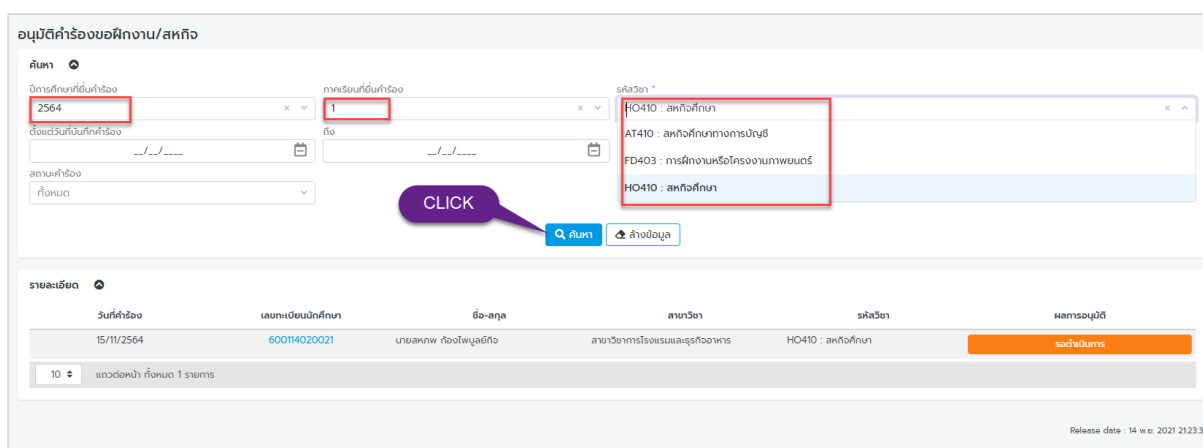 อนุมัติคำร้องขอฝึกงาน/สหกิจ
ค้นหา
ปีการศึกษาที่ยื่นคำร้อง ภาคเรียนที่ยื่นคำร้อง รหัสวิชา *
2564 1 HO410 : สหกิจศึกษา
ตั้งแต่วันที่บันทึกคำร้อง ถึง AT410 : สหกิจศึกษาทางการบัญชี
__/__/____ __/__/____ FD403 : การฝึกงานหรือโครงงานภาพยนตร์
สถานะคำร้อง
ทั้งหมด HO410 : สหกิจศึกษา
CLICK
ค้นหา ล้างข้อมูล
รายละเอียด
วันที่คำร้อง เลขทะเบียนนักศึกษา ชื่อ-สกุล สาขาวิชา รหัสวิชา ผลการอนุมัติ
15/11/2564 600114020021 นายสหภพ ก้องไพบูลย์กิจ สาขาวิชาการโรงแรมและธุรกิจอาหาร HO410 : สหกิจศึกษา รอดำเนินการ
10 แถวต่อหน้า ทั้งหมด 1 รายการ
Release date : 14 พ.ย. 2021 21:23:3